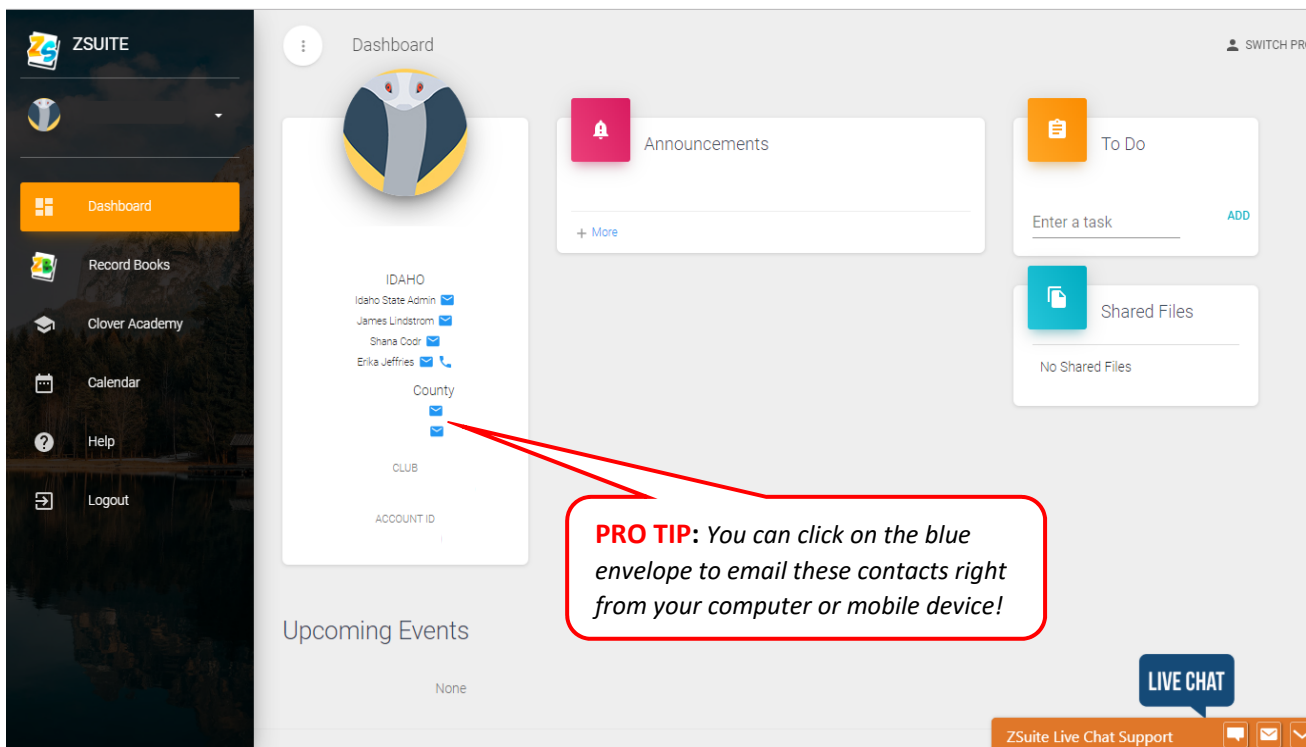 ZSUITE
Dashboard
Record Books
Clover Academy
Calendar
Help
Logout
Dashboard
SWITCH PRO
IDAHO
Idaho State Admin
James Lindstrom
Shana Codr
Erika Jeffries
County
CLUB
ACCOUNT ID
Announcements
+ More
To Do
Enter a task ADD
Shared Files
No Shared Files
PRO TIP: You can click on the blue
envelope to email these contacts right
from your computer or mobile device!
Upcoming Events
None
LIVE CHAT
ZSuite Live Chat Support